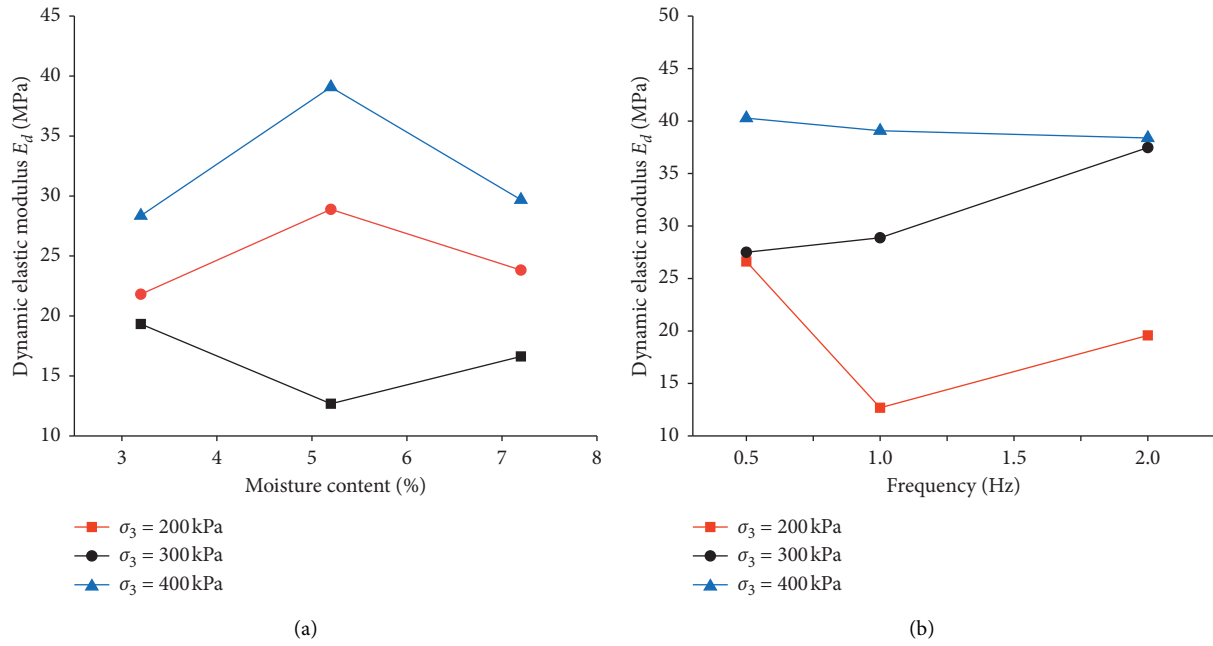 Dynamic elastic modulus E_d (MPa)
45
40
35
30
25
20
15
10
3
4
5
6
7
8
Moisture content (%)
σ₃ = 200 kPa
σ₃ = 300 kPa
σ₃ = 400 kPa
(a)
Dynamic elastic modulus E_d (MPa)
50
45
50
40
35
30
25
20
15
10
0.5
1.0
1.5
2.0
Frequency (Hz)
σ₃ = 200 kPa
σ₃ = 300 kPa
σ₃ = 400 kPa
(b)